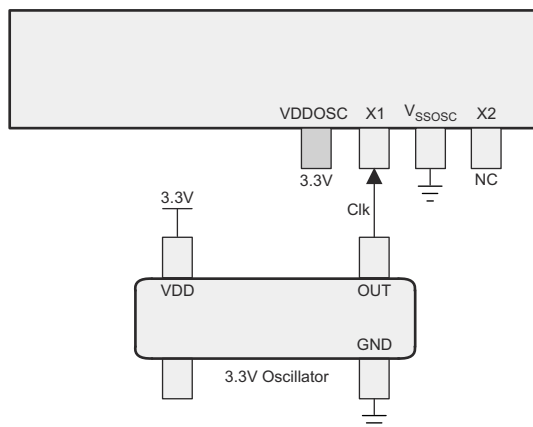 VDDOSC X1 VSSOSC X2
3.3V NC
3.3V Clk
VDD OUT
GND
3.3V Oscillator